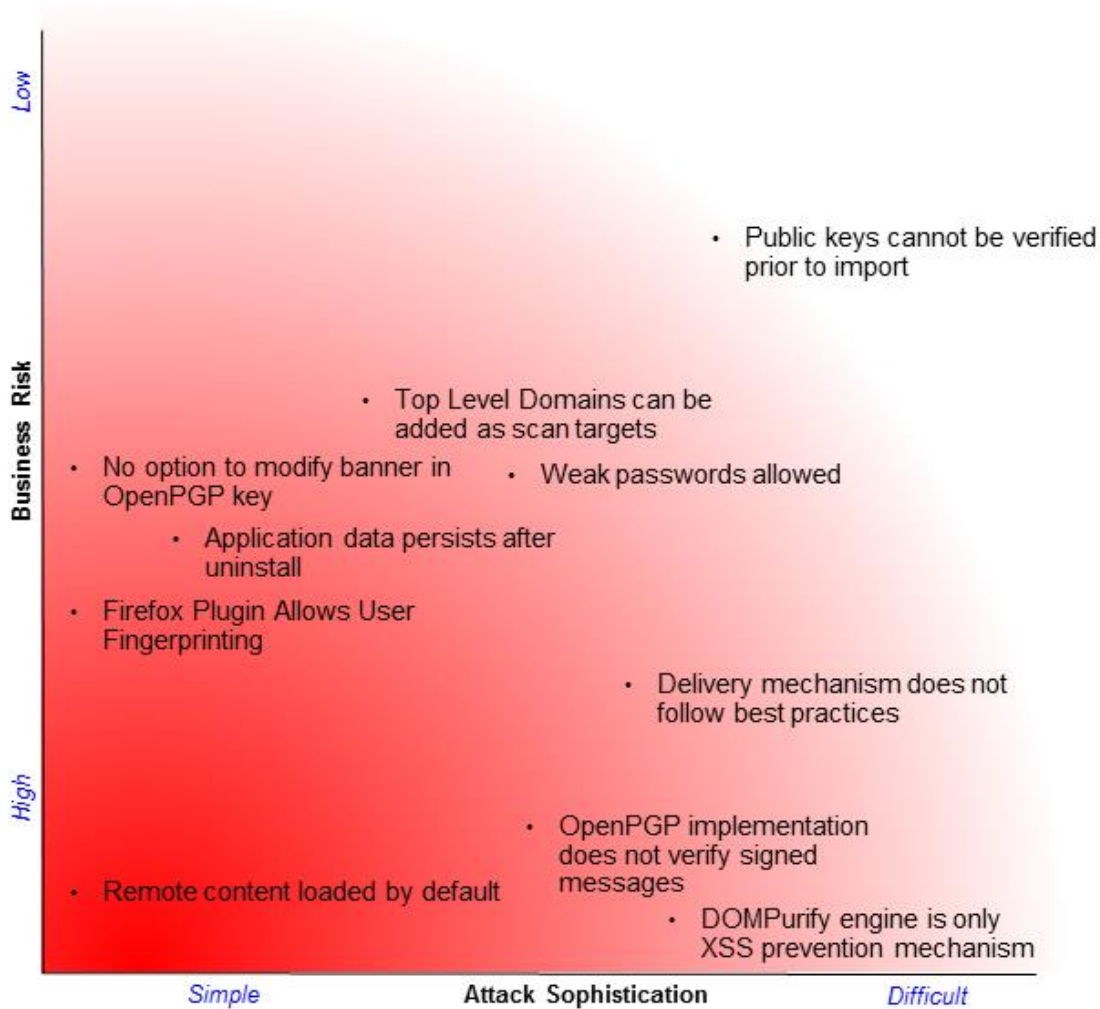 Low
Business Risk
High
• Public keys cannot be verified
prior to import
• Top Level Domains can be
added as scan targets
• No option to modify banner in
OpenPGP key
• Weak passwords allowed
• Application data persists after
uninstall
• Firefox Plugin Allows User
Fingerprinting
• Delivery mechanism does not
follow best practices
• OpenPGP implementation
does not verify signed
messages
• Remote content loaded by default
• DOMPurify engine is only
XSS prevention mechanism
Simple
Attack Sophistication
Difficult